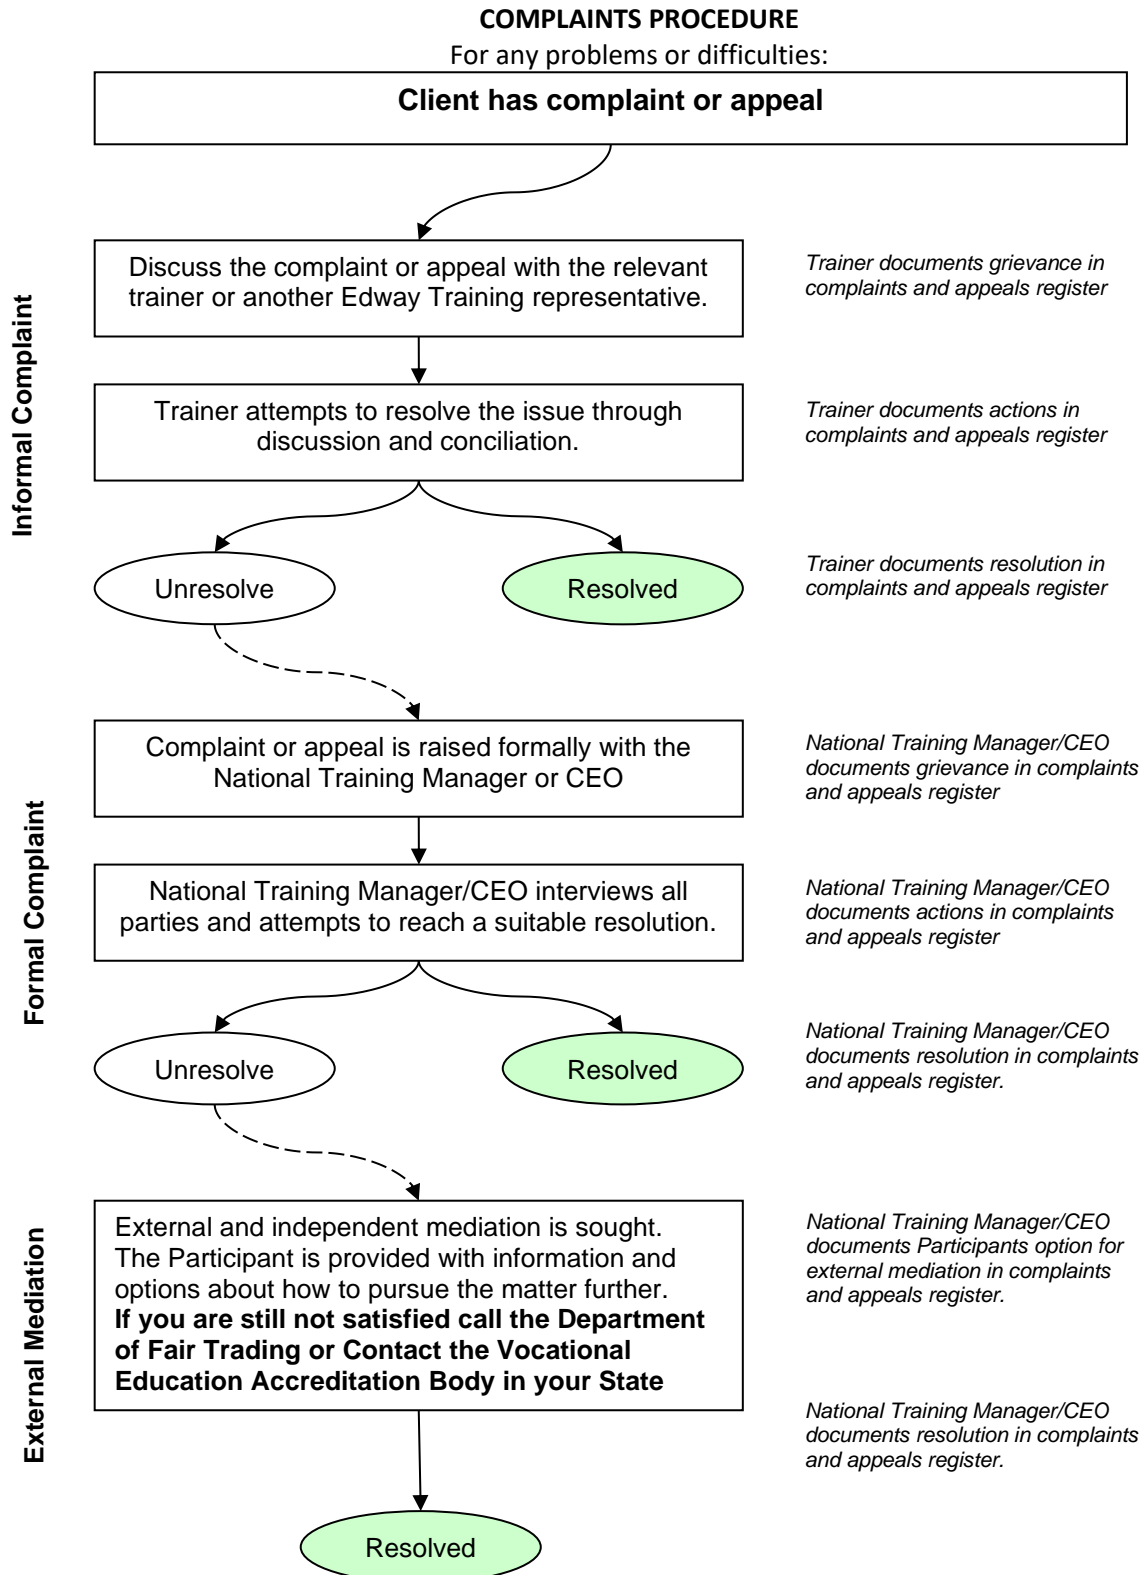 COMPLAINTS PROCEDURE
For any problems or difficulties:
Client has complaint or appeal
Informal Complaint
Discuss the complaint or appeal with the relevant
trainer or another Edway Training representative.
Trainer documents grievance in
complaints and appeals register
Trainer attempts to resolve the issue through
discussion and conciliation.
Trainer documents actions in
complaints and appeals register
Unresolve
Resolved
Trainer documents resolution in
complaints and appeals register
Formal Complaint
Complaint or appeal is raised formally with the
National Training Manager or CEO
National Training Manager/CEO
documents grievance in complaints
and appeals register
National Training Manager/CEO interviews all
parties and attempts to reach a suitable resolution.
National Training Manager/CEO
documents actions in complaints
and appeals register
Unresolve
Resolved
National Training Manager/CEO
documents resolution in complaints
and appeals register.
External Mediation
External and independent mediation is sought.
The Participant is provided with information and
options about how to pursue the matter further.
If you are still not satisfied call the Department
of Fair Trading or Contact the Vocational
Education Accreditation Body in your State
National Training Manager/CEO
documents Participants option for
external mediation in complaints
and appeals register.
National Training Manager/CEO
documents resolution in complaints
and appeals register.
Resolved